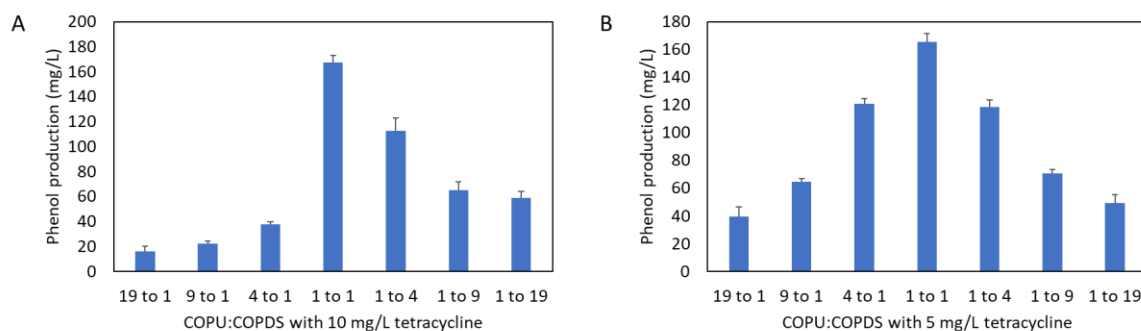 A
Phenol production (mg/L)
200
180
160
140
120
100
80
60
40
20
0
19 to 1 9 to 1 4 to 1 1 to 1 1 to 4 1 to 9 1 to 19
COPU:COPDS with 10 mg/L tetracycline
B
Phenol production (mg/L)
180
160
140
120
100
80
60
40
20
0
19 to 1 9 to 1 4 to 1 1 to 1 1 to 4 1 to 9 1 to 19
COPU:COPDS with 5 mg/L tetracycline